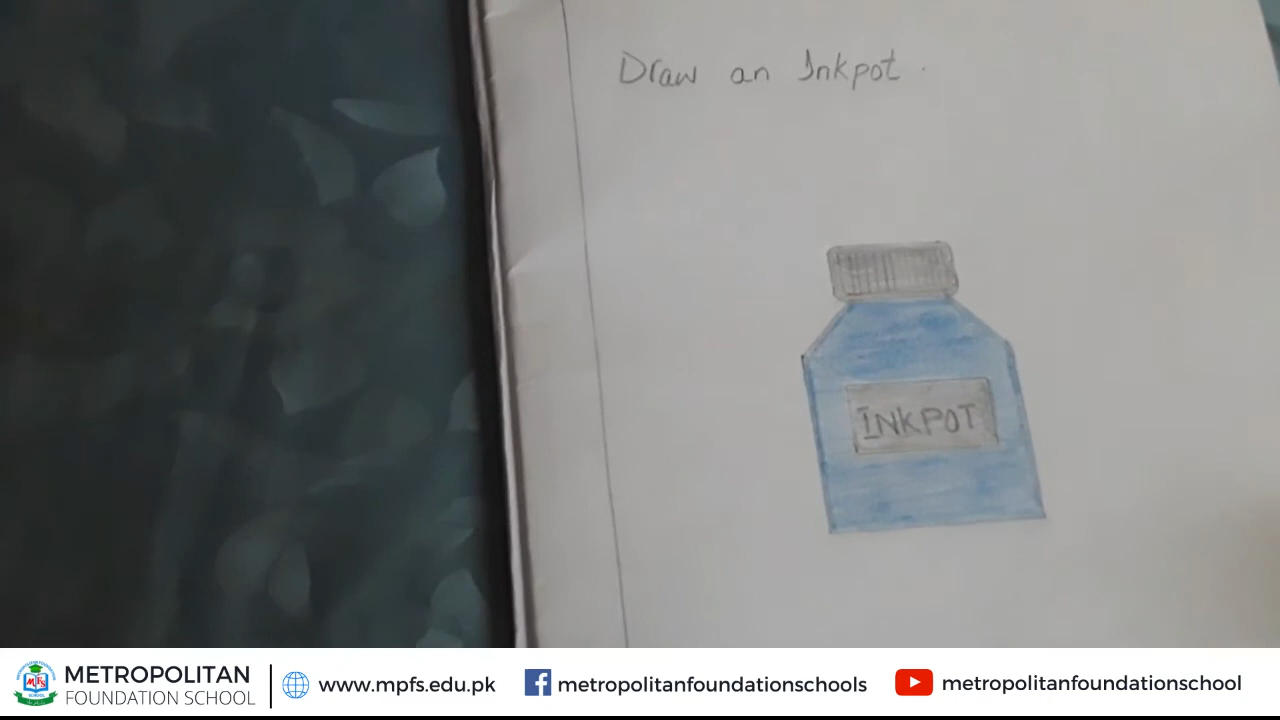 Draw an Inkpot .
INKPOT
METROPOLITAN
FOUNDATION SCHOOL
www.mpfs.edu.pk
metropolitanfoundationschools
metropolitanfoundationschool